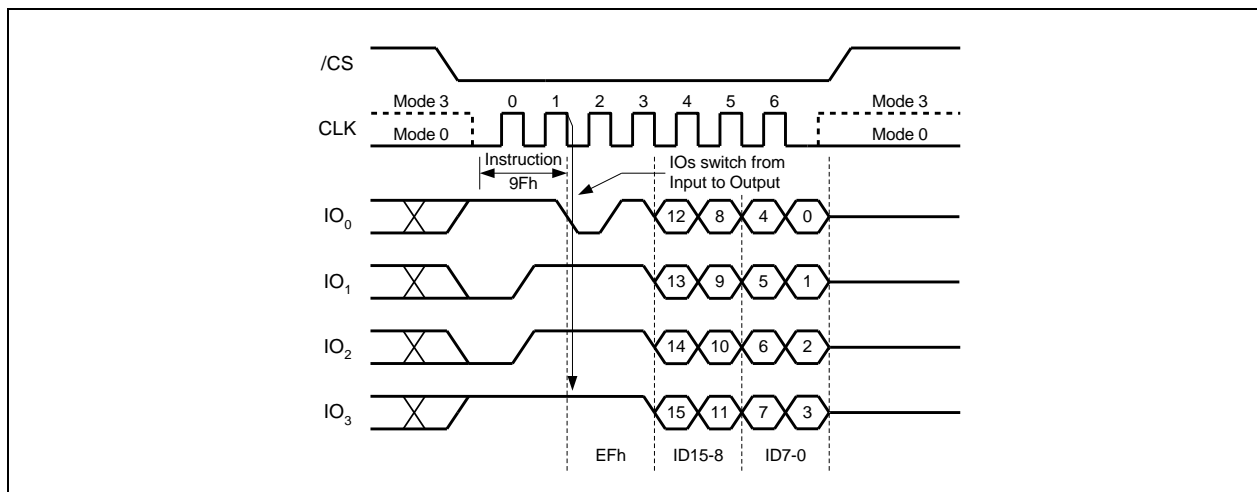 /CS
Mode 3 0 1 2 3 4 5 6 Mode 3
CLK
Mode 0 Mode 0
Instruction
9Fh
IOs switch from
Input to Output
IO0 12 8 4 0
IO1 13 9 5 1
IO2 14 10 6 2
IO3 15 11 7 3
EFh ID15-8 ID7-0